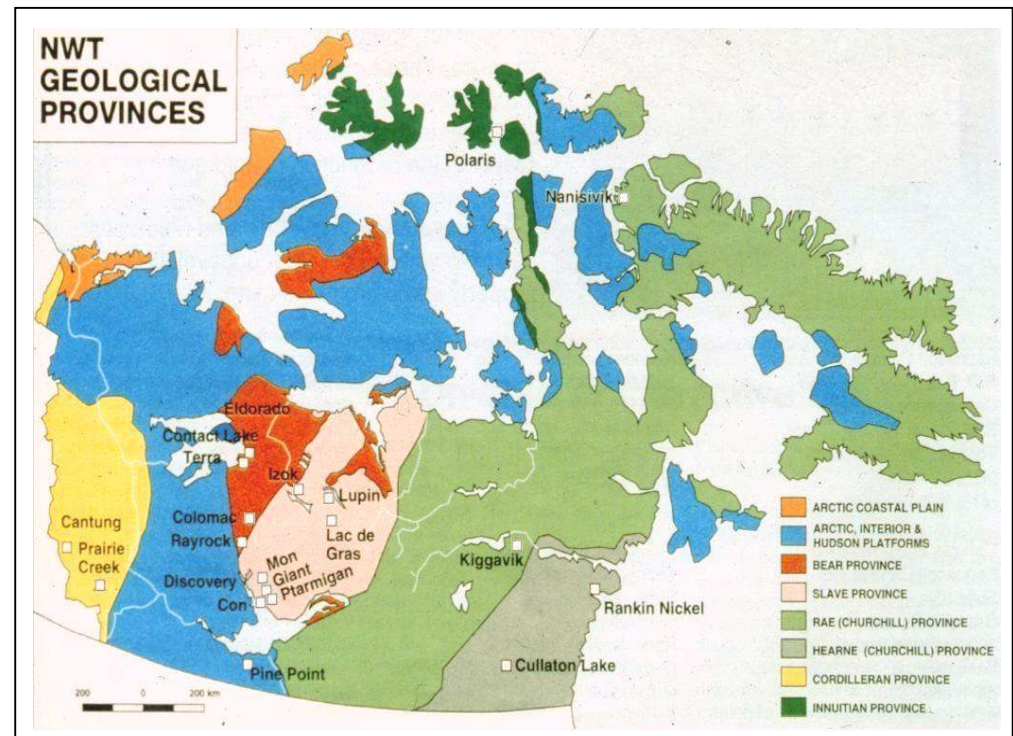 NWT
GEOLOGICAL
PROVINCES
Polaris
Nanisivik
Eldorado
Contact Lake
Terra
Izok
Lupin
Colomac
Rayrock
Lac de
Gras
Cantung
Prairie
Creek
Kiggavik
Mon
Discovery
Giant
Ptarmigan
Con
Rankin Nickel
Cullaton Lake
Pine Point
200 0 200 km
ARCTIC COASTAL PLAIN
ARCTIC, INTERIOR &
HUDSON PLATFORMS
BEAR PROVINCE
SLAVE PROVINCE
RAE (CHURCHILL) PROVINCE
HEARNE (CHURCHILL) PROVINCE
CORDILLERAN PROVINCE
INNUITIAN PROVINCE